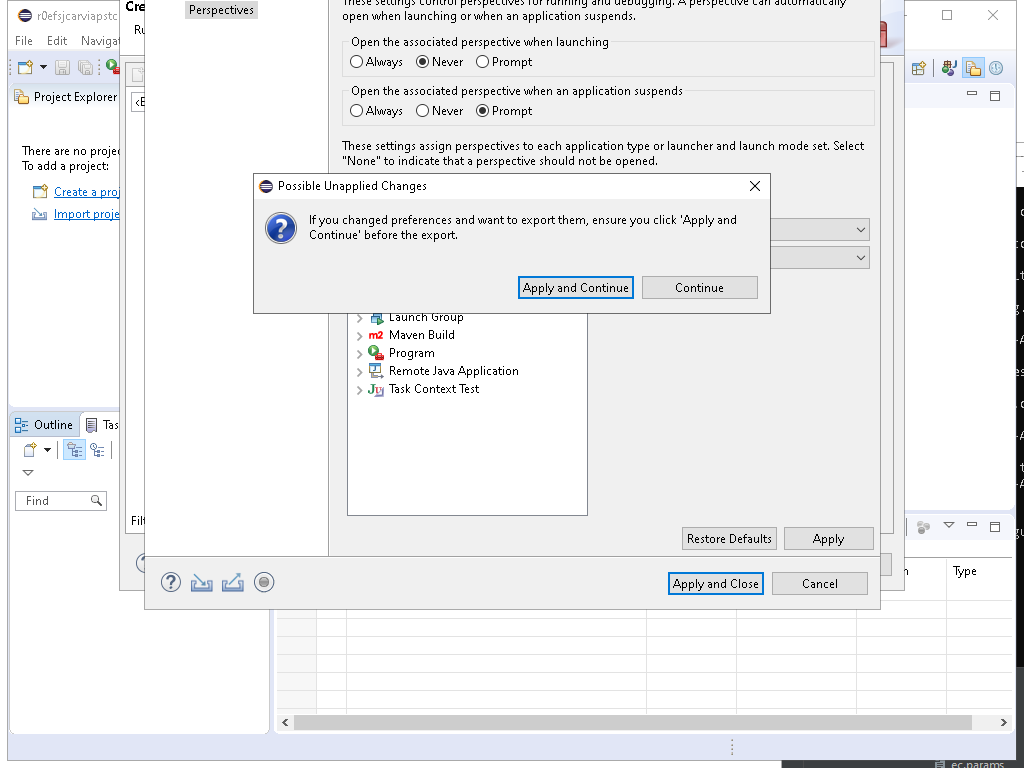 r0efsjcarviapstc
Cre
Perspectives
These settings control perspectives for running and debugging. A perspective can automatically
open when launching or when an application suspends.
File Edit Navigat
Ru
Open the associated perspective when launching
Always Never Prompt
Open the associated perspective when an application suspends
Always Never Prompt
Project Explorer
These settings assign perspectives to each application type or launcher and launch mode set. Select
"None" to indicate that a perspective should not be opened.
There are no proje
To add a project:
Create a proj
Import proje
Possible Unapplied Changes
If you changed preferences and want to export them, ensure you click 'Apply and
Continue' before the export.
Apply and Continue Continue
Launch Group
m2 Maven Build
Program
Remote Java Application
Task Context Test
Outline Tas
Find
Filt
Restore Defaults Apply
Type
Apply and Close Cancel
ec.params